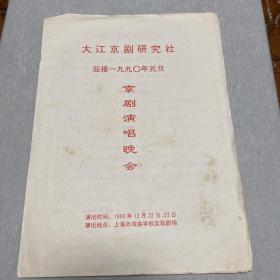 大江京剧研究社
迎接一九九〇年元旦
京剧演唱晚会
演出时间：1989年12月22日、23日
演出地点：上海市戏曲学校实验剧场